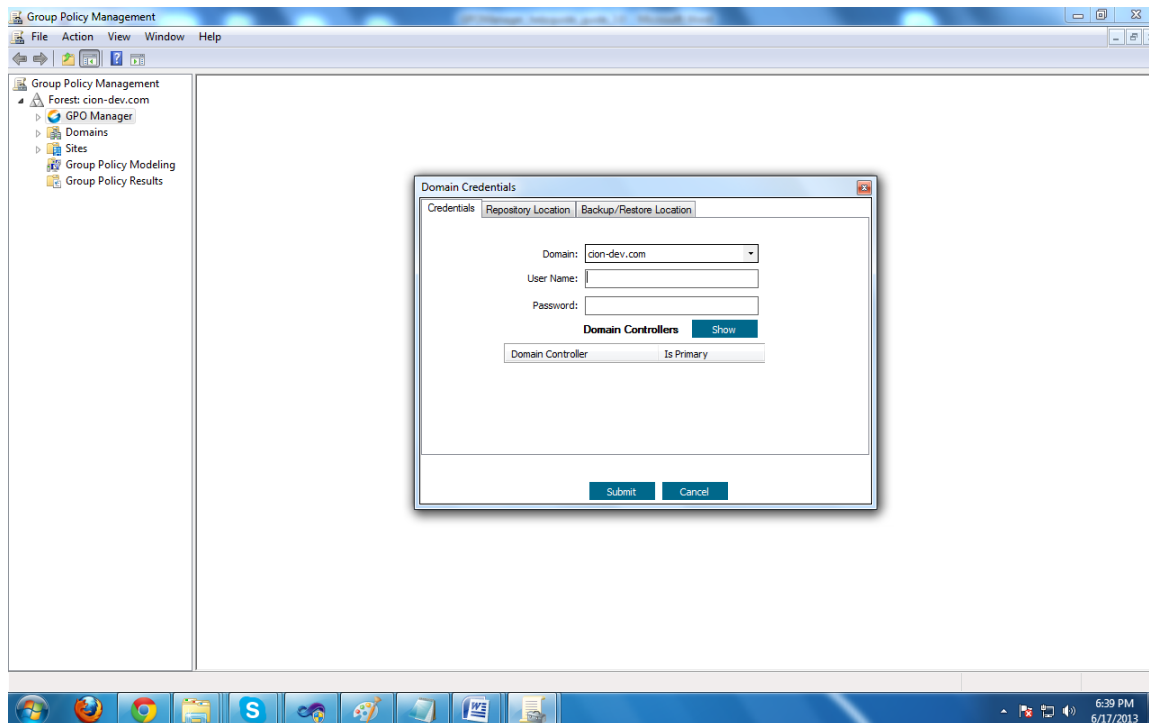 Group Policy Management
File Action View Window Help
Group Policy Management
Forest: cion-dev.com
GPO Manager
Domains
Sites
Group Policy Modeling
Group Policy Results
Domain Credentials
Credentials Repository Location Backup/Restore Location
Domain: cion-dev.com
User Name:
Password:
Domain Controllers Show
Domain Controller Is Primary
Submit Cancel
6:39 PM
6/17/2013